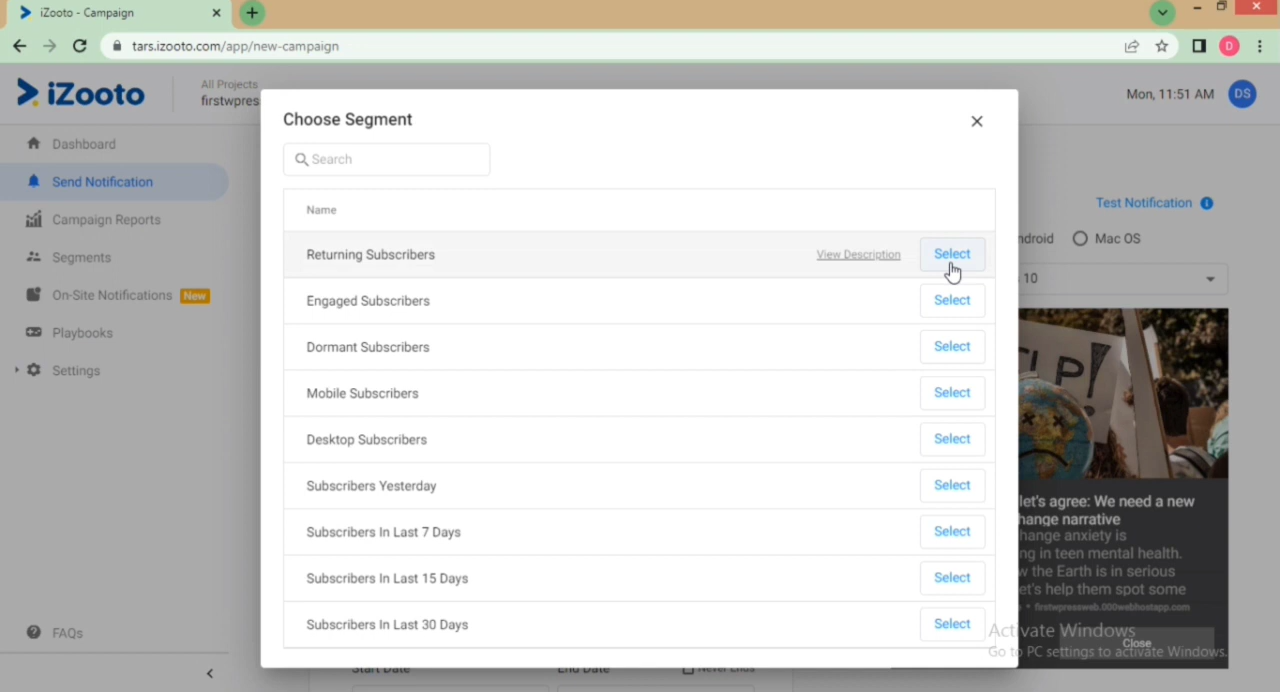 iZooto - Campaign
tars.izooto.com/app/new-campaign
D
iZooto
All Projects
firstwpres
Mon, 11:51 AM
DS
Dashboard
Send Notification
Campaign Reports
Segments
On-Site Notifications New
Playbooks
Settings
FAQs
Choose Segment
Search
Name
Returning Subscribers View Description Select
Engaged Subscribers Select
Dormant Subscribers Select
Mobile Subscribers Select
Desktop Subscribers Select
Subscribers Yesterday Select
Subscribers In Last 7 Days Select
Subscribers In Last 15 Days Select
Subscribers In Last 30 Days Select
Test Notification
ndroid Mac OS
10
LP!
let's agree: We need a new
hange narrative
hange anxiety is
ng in teen mental health.
w the Earth is in serious
et's help them spot some
firstwpressweb.000webhostapp.com
Close
Activate Windows
Go to PC settings to activate Windows.
Start Date End Date Never Ends